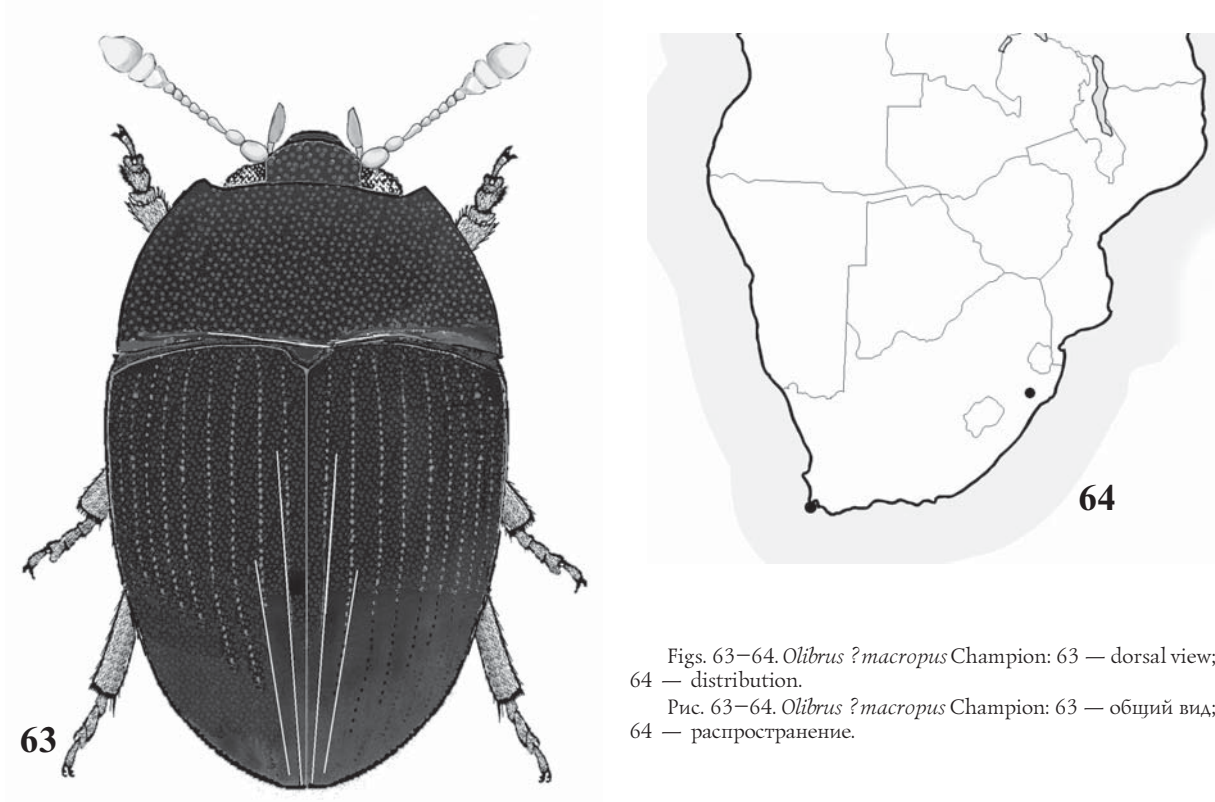 63
64
Figs. 63–64. Olibrus ?macropus Champion: 63 — dorsal view;
64 — distribution.
Рис. 63–64. Olibrus ?macropus Champion: 63 — общий вид;
64 — распространение.